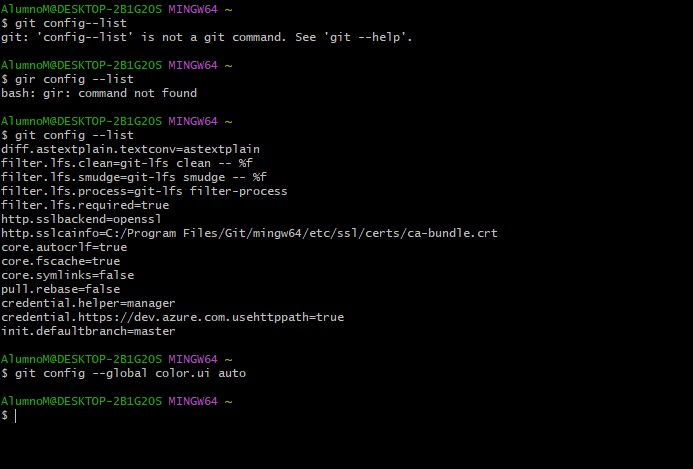 AlumnoM@DESKTOP-2B1G2OS MINGW64 ~
$ git config--list
git: 'config--list' is not a git command. See 'git --help'.
AlumnoM@DESKTOP-2B1G2OS MINGW64 ~
$ gir config --list
bash: gir: command not found
AlumnoM@DESKTOP-2B1G2OS MINGW64 ~
$ git config --list
diff.astextplain.textconv=astextplain
filter.lfs.clean=git-lfs clean -- %f
filter.lfs.smudge=git-lfs smudge -- %f
filter.lfs.process=git-lfs filter-process
filter.lfs.required=true
http.sslbackend=openssl
http.sslcainfo=C:/Program Files/Git/mingw64/etc/ssl/certs/ca-bundle.crt
core.autocrlf=true
core.fscache=true
core.symlinks=false
pull.rebase=false
credential.helper=manager
credential.https://dev.azure.com.usehttppath=true
init.defaultbranch=master
AlumnoM@DESKTOP-2B1G2OS MINGW64 ~
$ git config --global color.ui auto
AlumnoM@DESKTOP-2B1G2OS MINGW64 ~
$